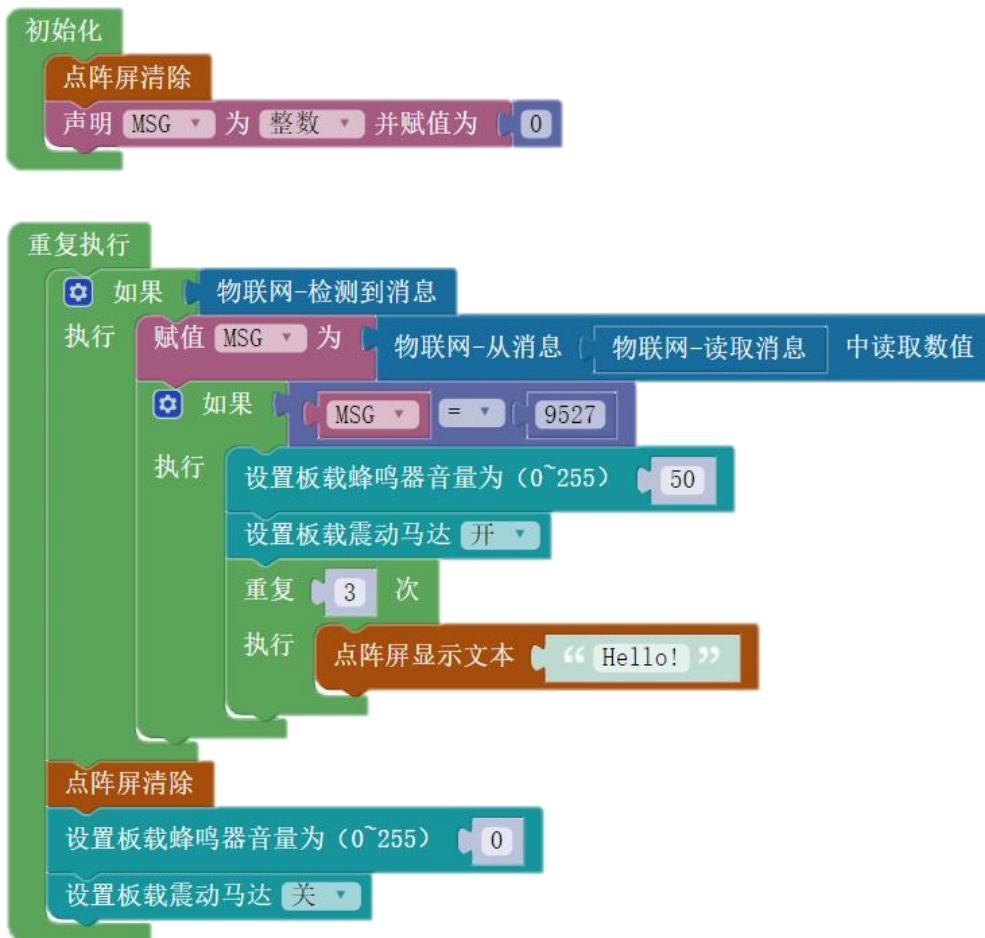 初始化
点阵屏清除
声明 MSG 为 整数 并赋值为 0
重复执行
如果 物联网-检测到消息
执行 赋值 MSG 为 物联网-从消息 物联网-读取消息 中读取数值
如果 MSG = 9527
执行 设置板载蜂鸣器音量为（0~255） 50
设置板载震动马达 开
重复 3 次
执行 点阵屏显示文本 “ Hello! ”
点阵屏清除
设置板载蜂鸣器音量为（0~255） 0
设置板载震动马达 关